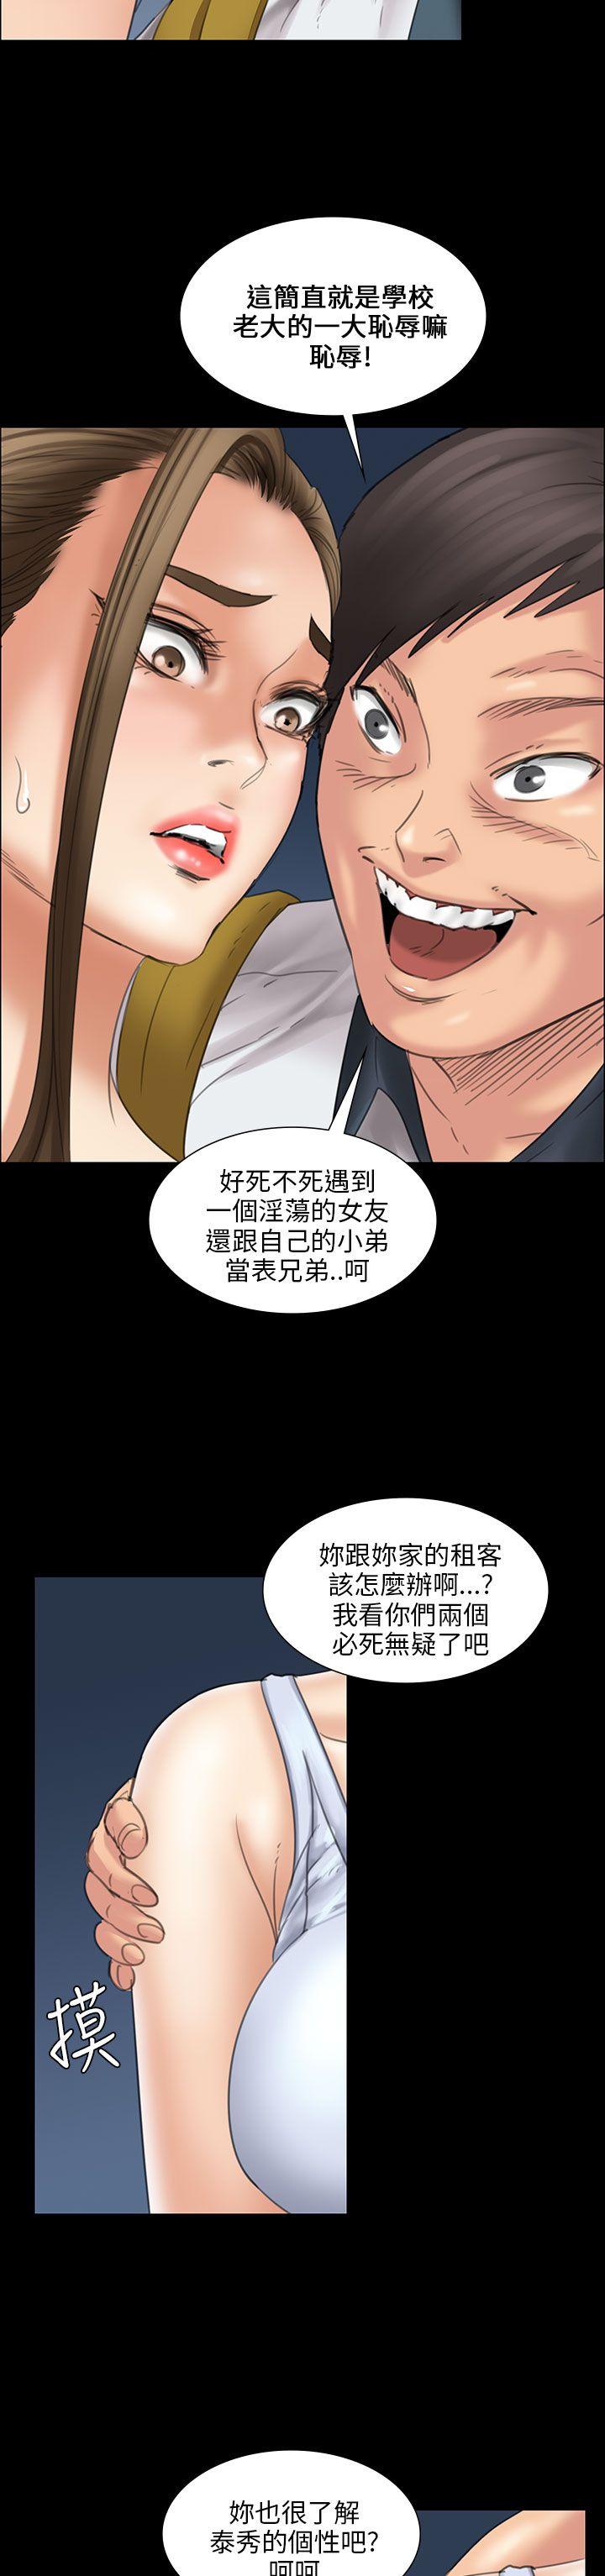 這簡直就是學校
老大的一大恥辱嘛
恥辱!
好死不死遇到
一個淫蕩的女友
還跟自己的小弟
當表兄弟..呵
妳跟妳家的租客
該怎麼辦啊...?
我看你們兩個
必死無疑了吧
摸
妳也很了解
泰秀的個性吧?
呵呵